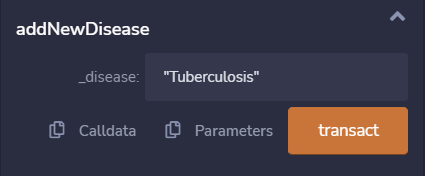 addNewDisease
_disease: "Tuberculosis"
Calldata Parameters transact